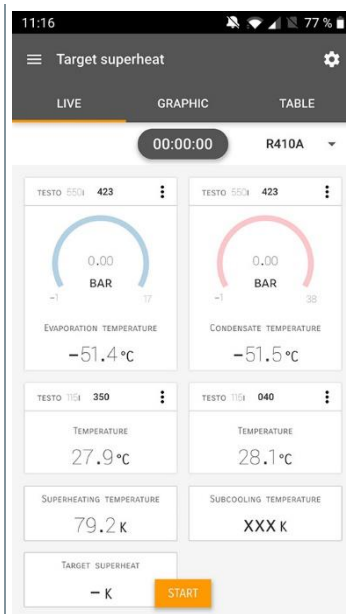 11:16 77 %
Target superheat
LIVE GRAPHIC TABLE
00:00:00 R410A
TESTO 550i 423 TESTO 550i 423
0.00 0.00
BAR BAR
-1 17 -1 38
EVAPORATION TEMPERATURE CONDENSATE TEMPERATURE
-51.4 °C -51.5 °C
TESTO 115i 350 TESTO 115i 040
TEMPERATURE TEMPERATURE
27.9 °C 28.1 °C
SUPERHEATING TEMPERATURE SUBCOOLING TEMPERATURE
79.2 K XXX K
TARGET SUPERHEAT
– K START